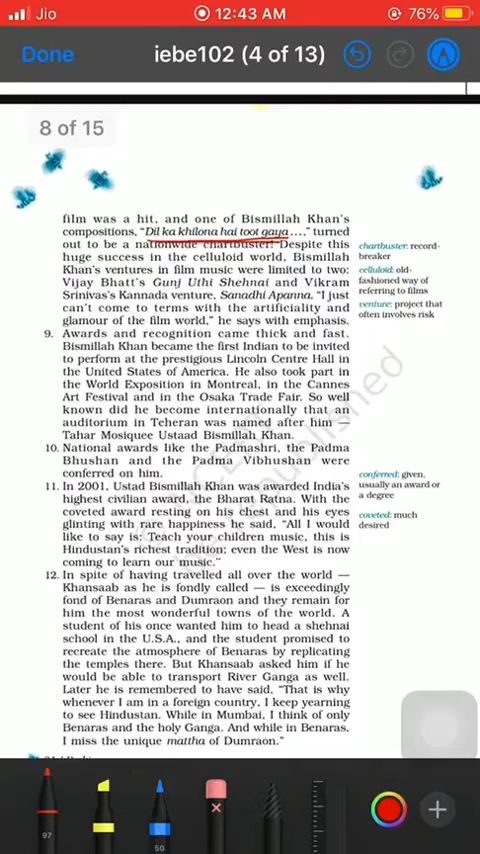 Jio
12:43 AM
76%
Done
iebe102 (4 of 13)
8 of 15
film was a hit, and one of Bismillah Khan's
compositions, "Dil ka khilona hai toot gaya ....," turned
out to be a nationwide chartbuster! Despite this
huge success in the celluloid world, Bismillah
Khan's ventures in film music were limited to two:
Vijay Bhatt's Gunj Uthi Shehnai and Vikram
Srinivas's Kannada venture, Sanadhi Apanna. "I just
can't come to terms with the artificiality and
glamour of the film world," he says with emphasis.
9. Awards and recognition came thick and fast.
Bismillah Khan became the first Indian to be invited
to perform at the prestigious Lincoln Centre Hall in
the United States of America. He also took part in
the World Exposition in Montreal, in the Cannes
Art Festival and in the Osaka Trade Fair. So well
known did he become internationally that an
auditorium in Teheran was named after him —
Tahar Mosiquee Ustaad Bismillah Khan.
10. National awards like the Padmashri, the Padma
Bhushan and the Padma Vibhushan were
conferred on him.
11. In 2001, Ustad Bismillah Khan was awarded India's
highest civilian award, the Bharat Ratna. With the
coveted award resting on his chest and his eyes
glinting with rare happiness he said, "All I would
like to say is: Teach your children music, this is
Hindustan's richest tradition; even the West is now
coming to learn our music."
12. In spite of having travelled all over the world —
Khansaab as he is fondly called — is exceedingly
fond of Benaras and Dumraon and they remain for
him the most wonderful towns of the world. A
student of his once wanted him to head a shehnai
school in the U.S.A., and the student promised to
recreate the atmosphere of Benaras by replicating
the temples there. But Khansaab asked him if he
would be able to transport River Ganga as well.
Later he is remembered to have said, "That is why
whenever I am in a foreign country, I keep yearning
to see Hindustan. While in Mumbai, I think of only
Benaras and the holy Ganga. And while in Benaras,
I miss the unique mattha of Dumraon."
chartbuster: record-
breaker
celluloid: old-
fashioned way of
referring to films
venture: project that
often involves risk
conferred: given,
usually an award or
a degree
coveted: much
desired
republished
97
50